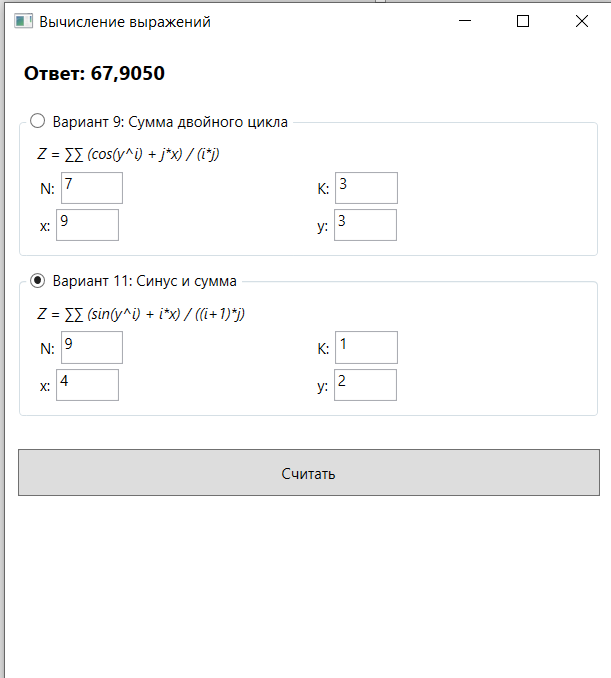 Вычисление выражений
Ответ: 67,9050
Вариант 9: Сумма двойного цикла
Z = ∑∑ (cos(y^i) + j*x) / (i*j)
N: 7 K: 3
x: 9 y: 3
Вариант 11: Синус и сумма
Z = ∑∑ (sin(y^i) + i*x) / ((i+1)*j)
N: 9 K: 1
x: 4 y: 2
Считать